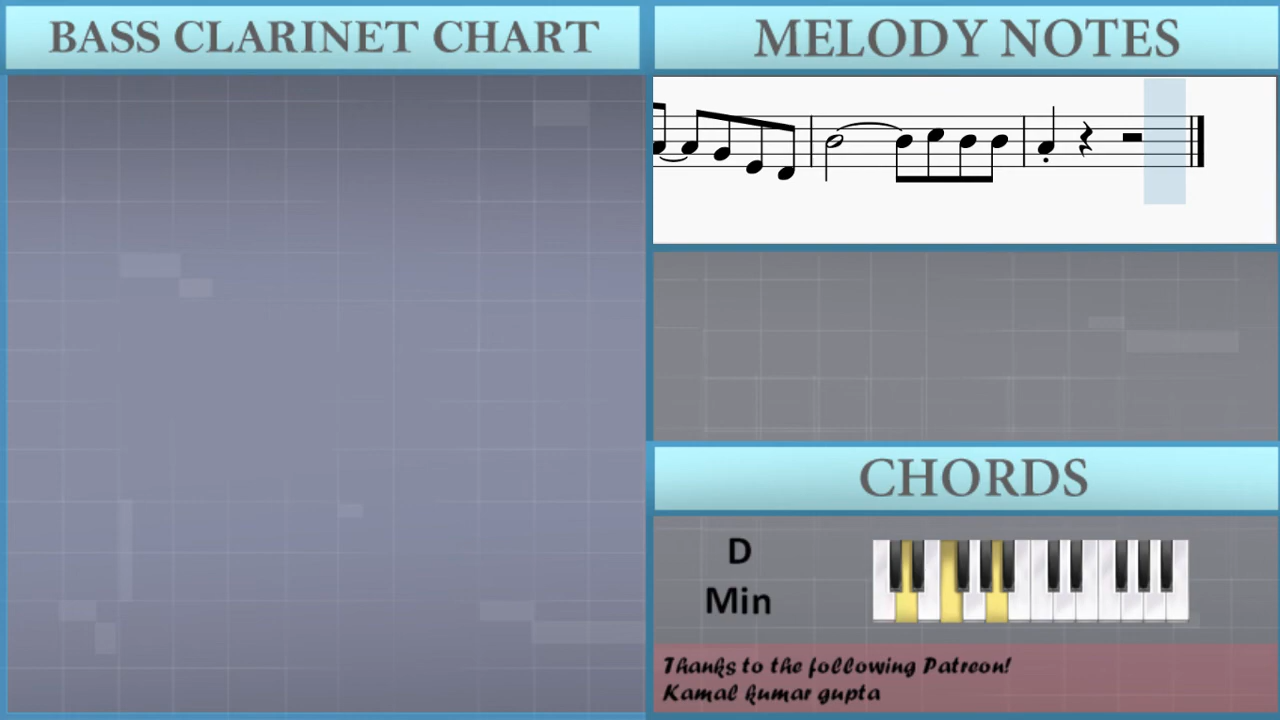 BASS CLARINET CHART
MELODY NOTES
CHORDS
D
Min
Thanks to the following Patreon!
Kamal kumar gupta